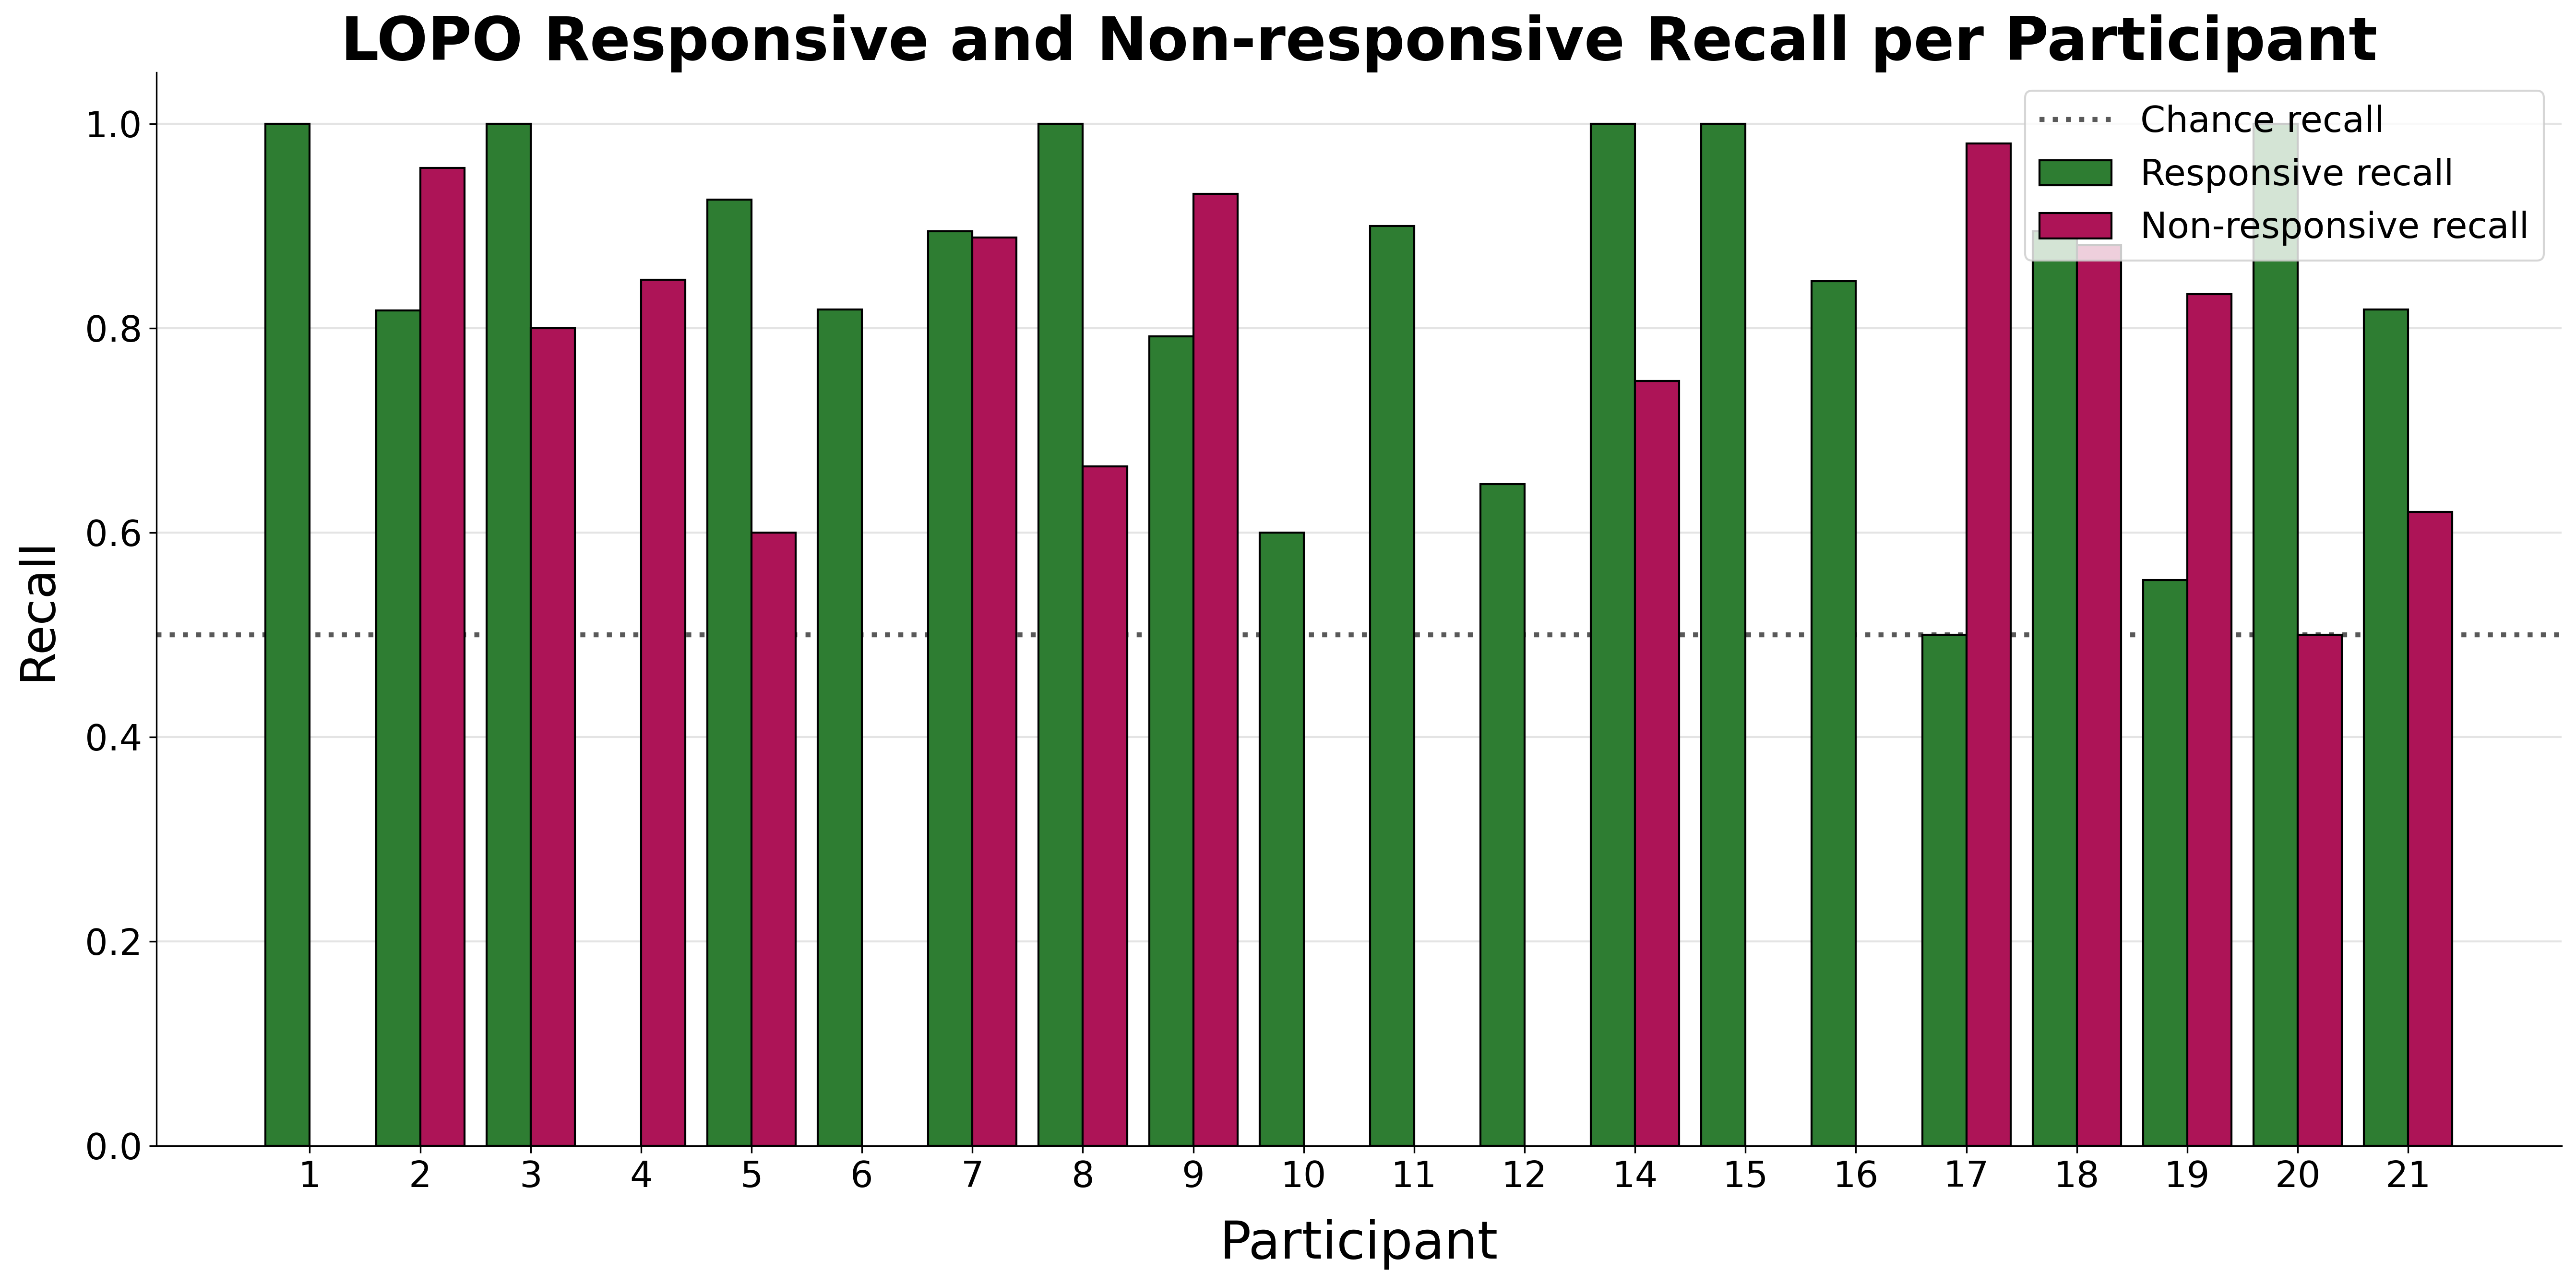 LOPO Responsive and Non-responsive Recall per Participant
Chance recall
Responsive recall
Non-responsive recall
1.0
0.8
0.6
0.4
0.2
0.0
Recall
1 2 3 4 5 6 7 8 9 10 11 12 14 15 16 17 18 19 20 21
Participant